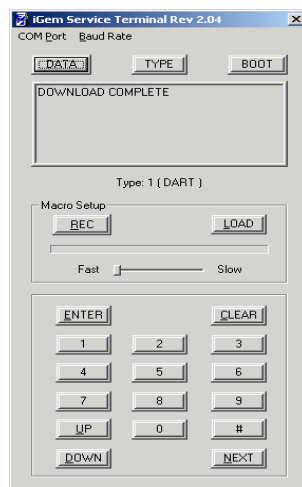 iGem Service Terminal Rev 2.04
COM Port Baud Rate
DATA TYPE BOOT
DOWNLOAD COMPLETE
Type: 1 ( DART )
Macro Setup
REC LOAD
Fast Slow
ENTER CLEAR
1 2 3
4 5 6
7 8 9
UP 0 #
DOWN NEXT